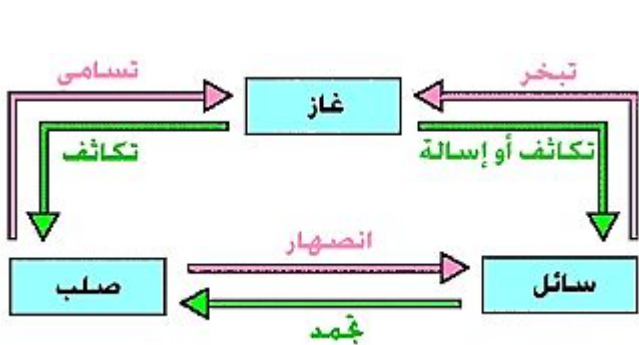 تبخر
تسامى
غاز
تكاثف أو إسالة
تكاثف
انصهار
سائل
صلب
تجمد